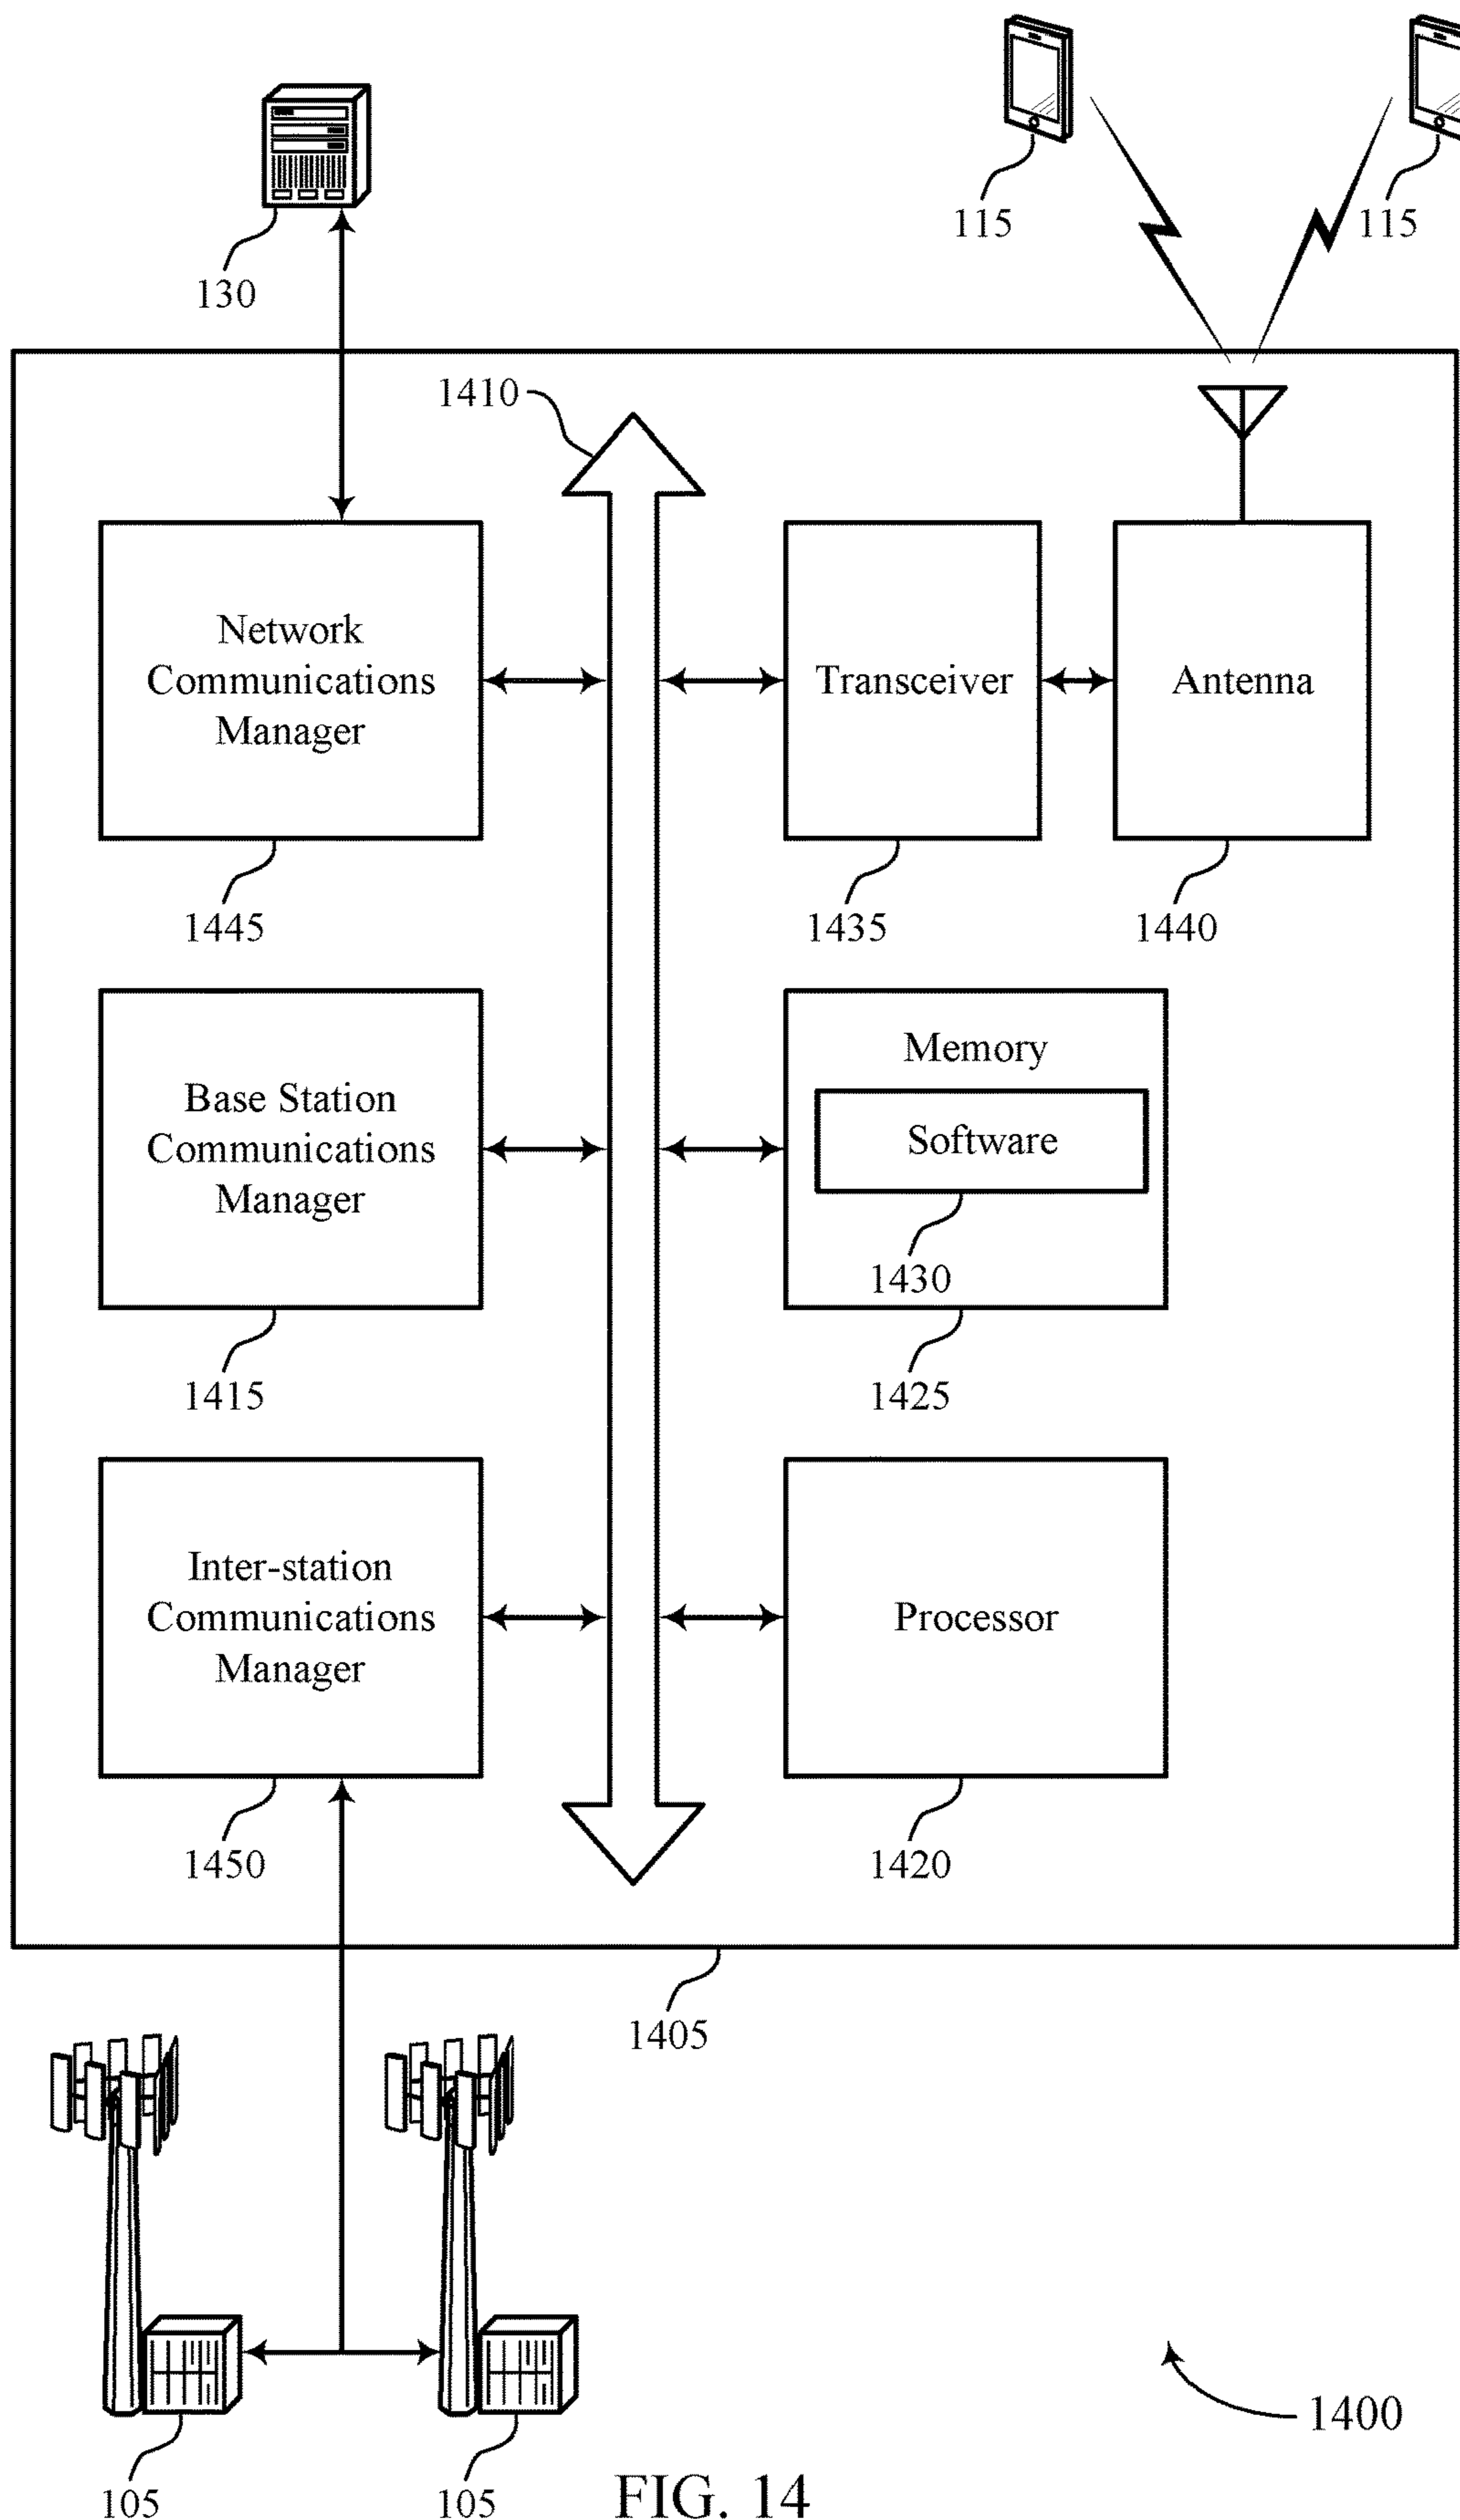 115
115
130
1410
Network
Communications
Manager
Transceiver
Antenna
1445
1435
1440
Base Station
Communications
Manager
Memory
Software
1430
1415
1425
Inter-station
Communications
Manager
Processor
1450
1420
1405
1400
105
105
FIG. 14